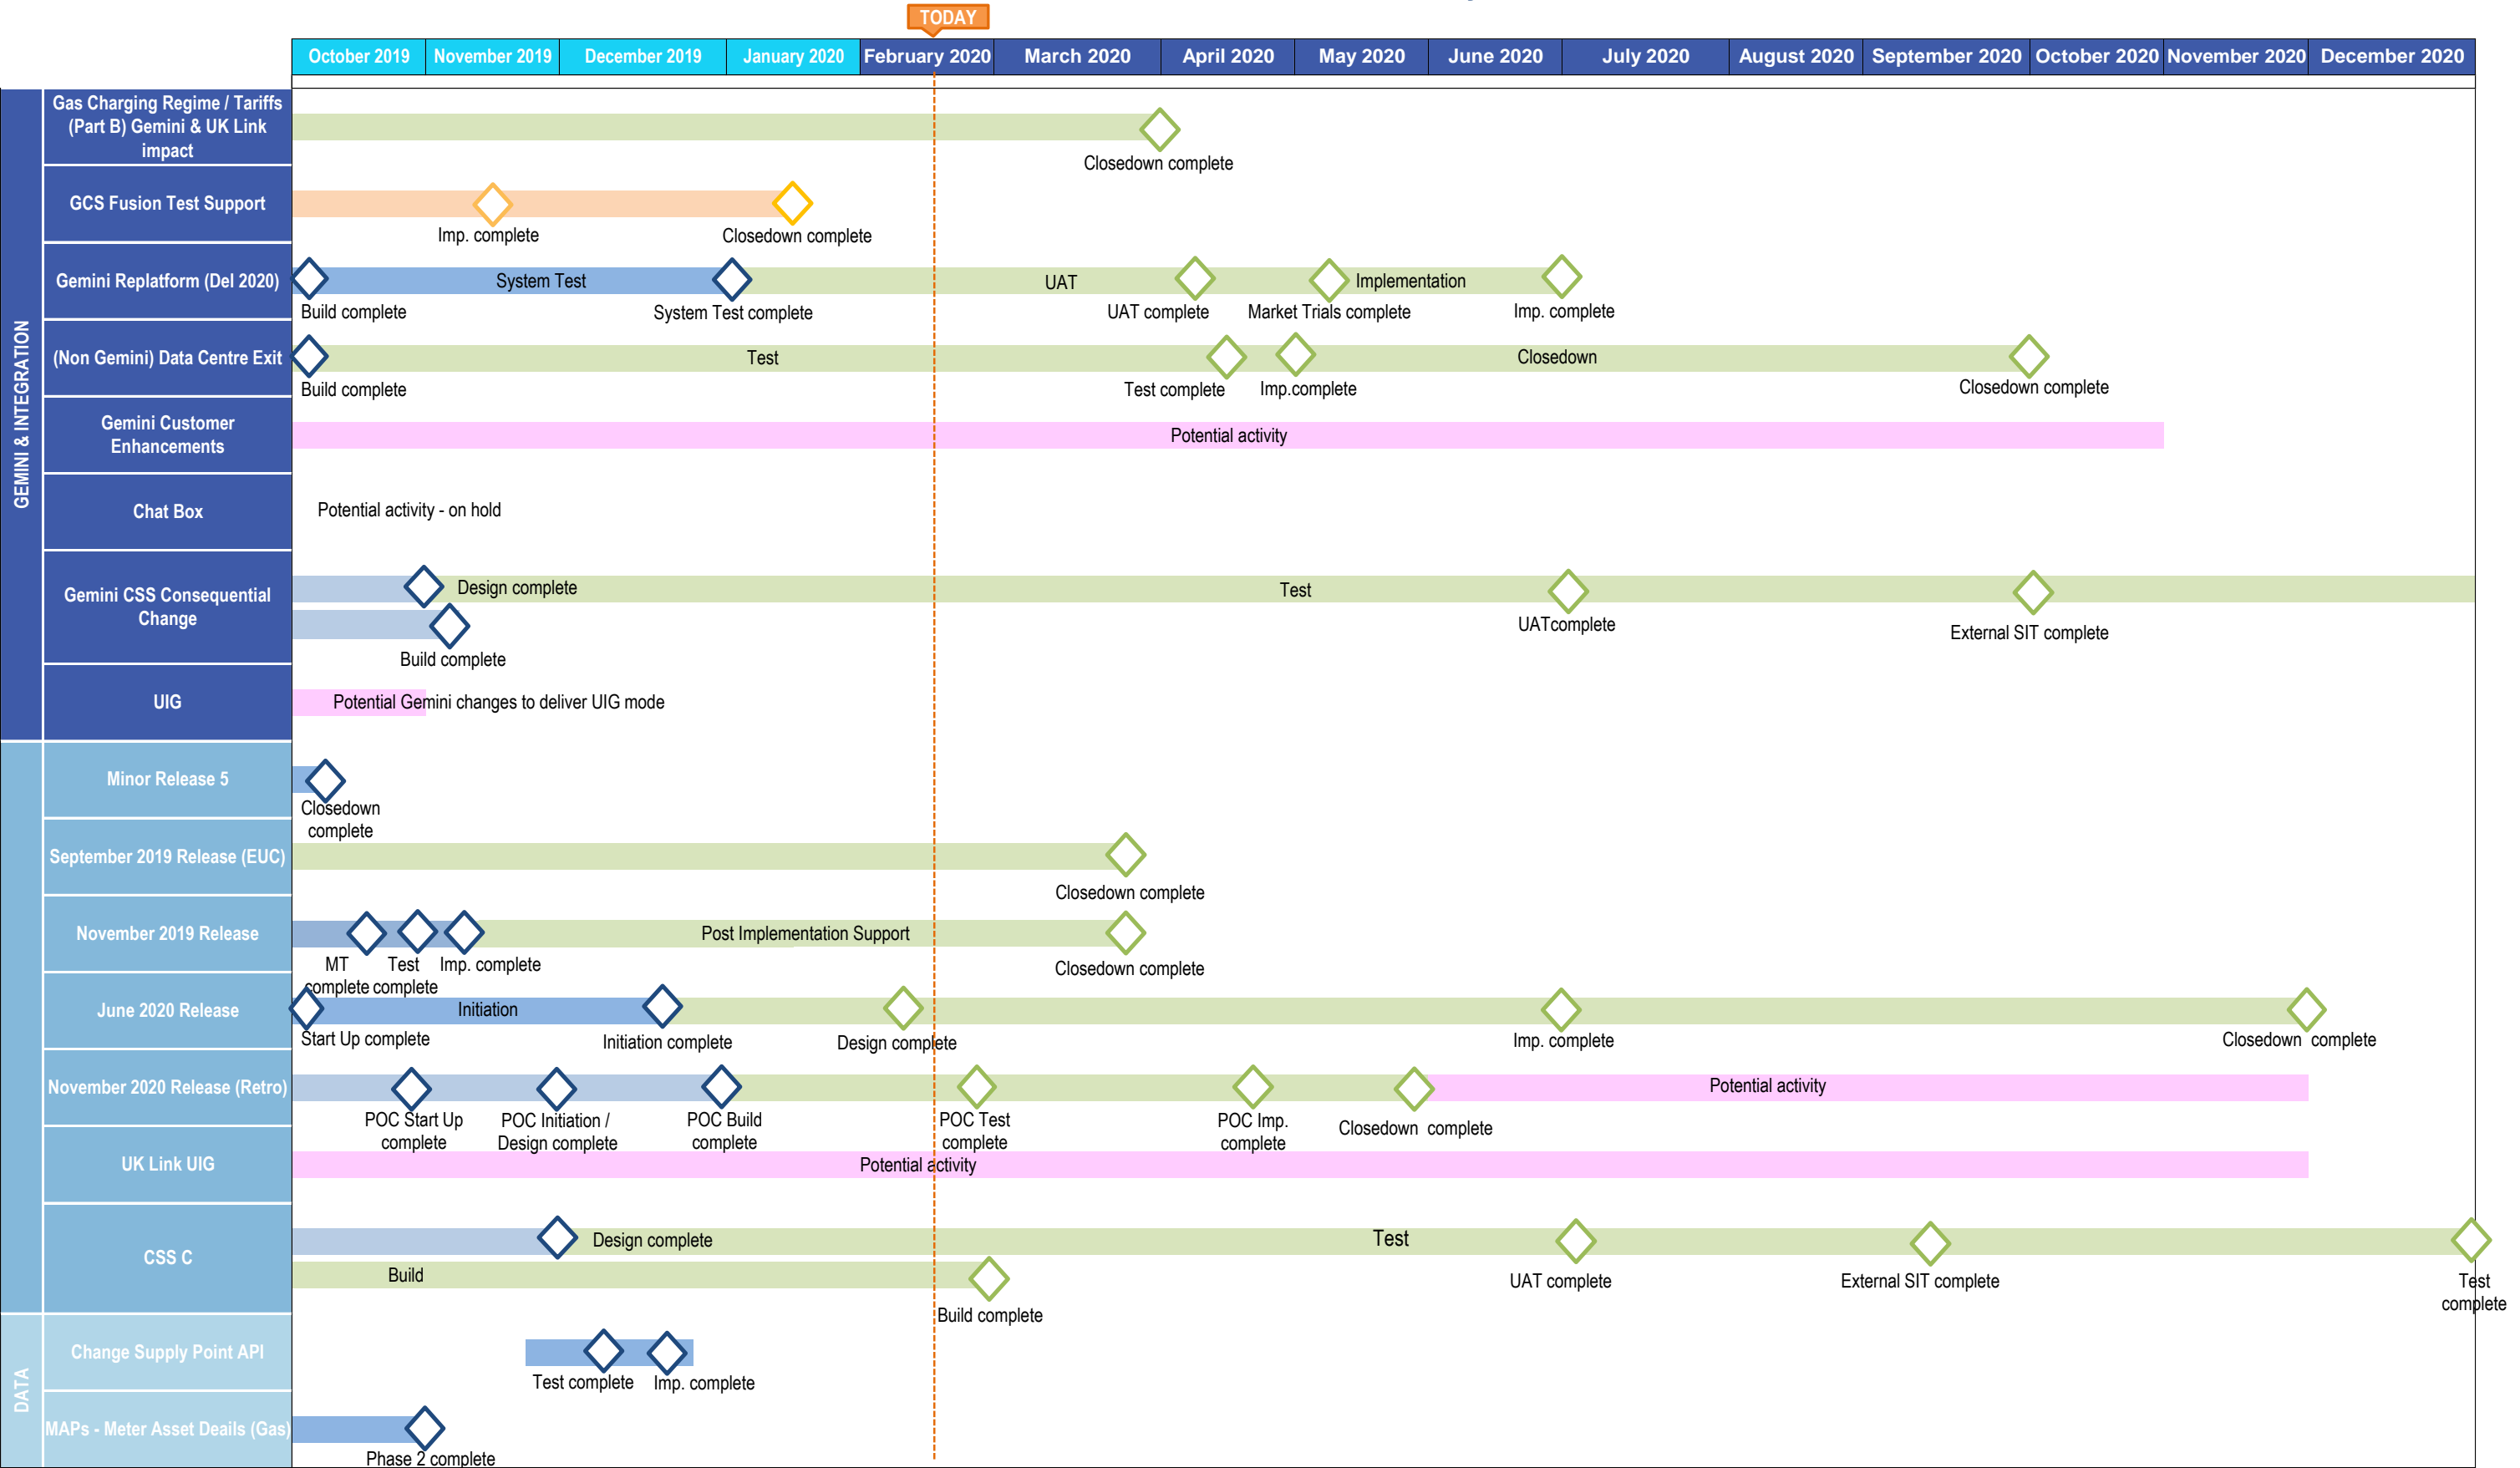 TODAY
October 2019 November 2019 December 2019 January 2020 February 2020 March 2020 April 2020 May 2020 June 2020 July 2020 August 2020 September 2020 October 2020 November 2020 December 2020
GEMINI & INTEGRATION
Gas Charging Regime / Tariffs
(Part B) Gemini & UK Link
impact
Closedown complete
GCS Fusion Test Support
Imp. complete
Closedown complete
Gemini Replatform (Del 2020)
System Test
UAT
Implementation
Build complete
System Test complete
UAT complete
Market Trials complete
Imp. complete
(Non Gemini) Data Centre Exit
Test
Closedown
Build complete
Test complete
Imp.complete
Closedown complete
Gemini Customer
Enhancements
Potential activity
Chat Box
Potential activity - on hold
Gemini CSS Consequential
Change
Design complete
Test
Build complete
UATcomplete
External SIT complete
UIG
Potential Gemini changes to deliver UIG mode
Minor Release 5
Closedown
complete
September 2019 Release (EUC)
Closedown complete
November 2019 Release
Post Implementation Support
MT
complete
Test
complete
Imp. complete
Closedown complete
June 2020 Release
Initiation
Start Up complete
Initiation complete
Design complete
Imp. complete
Closedown  complete
November 2020 Release (Retro)
Potential activity
POC Start Up
complete
POC Initiation /
Design complete
POC Build
complete
POC Test
complete
POC Imp.
complete
Closedown  complete
UK Link UIG
Potential activity
CSS C
Design complete
Test
Build
UAT complete
External SIT complete
Test
complete
Build complete
DATA
Change Supply Point API
Test complete
Imp. complete
MAPs - Meter Asset Deails (Gas)
Phase 2 complete